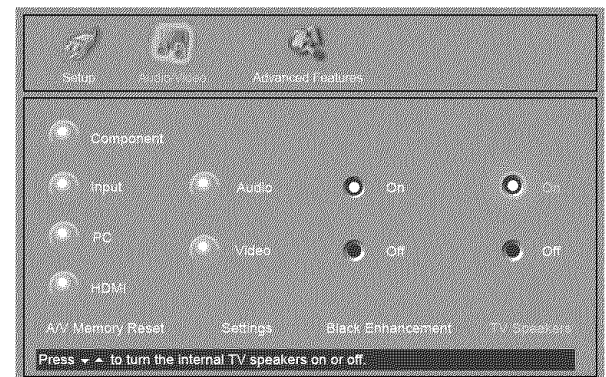 Setup Audio/Video Advanced Features
Component
Input Audio On On
PC Video Off Off
HDMI
A/V Memory Reset Settings Black Enhancement TV Speakers
Press to turn the internal TV speakers on or off.